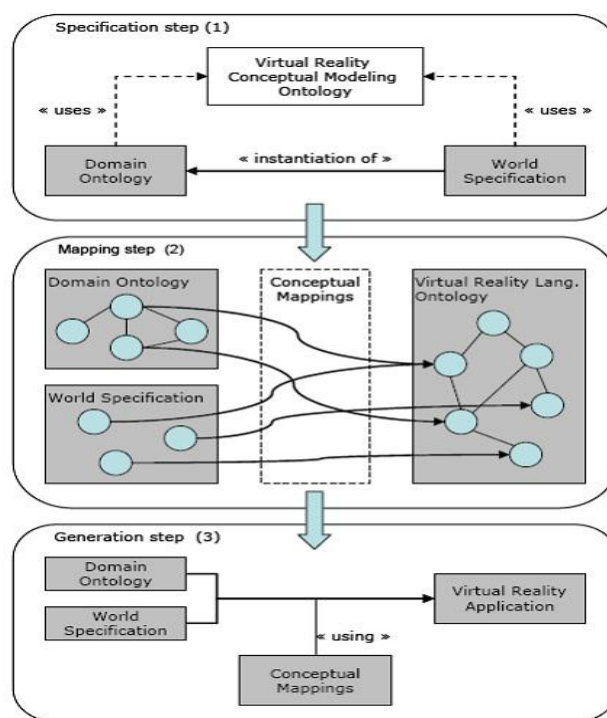 Specification step (1)
Virtual Reality
Conceptual Modeling
Ontology
« uses »
« uses »
Domain
Ontology
« instantiation of »
World
Specification
Mapping step (2)
Domain Ontology
Conceptual
Mappings
Virtual Reality Lang.
Ontology
World Specification
Generation step (3)
Domain
Ontology
World
Specification
Virtual Reality
Application
« using »
Conceptual
Mappings